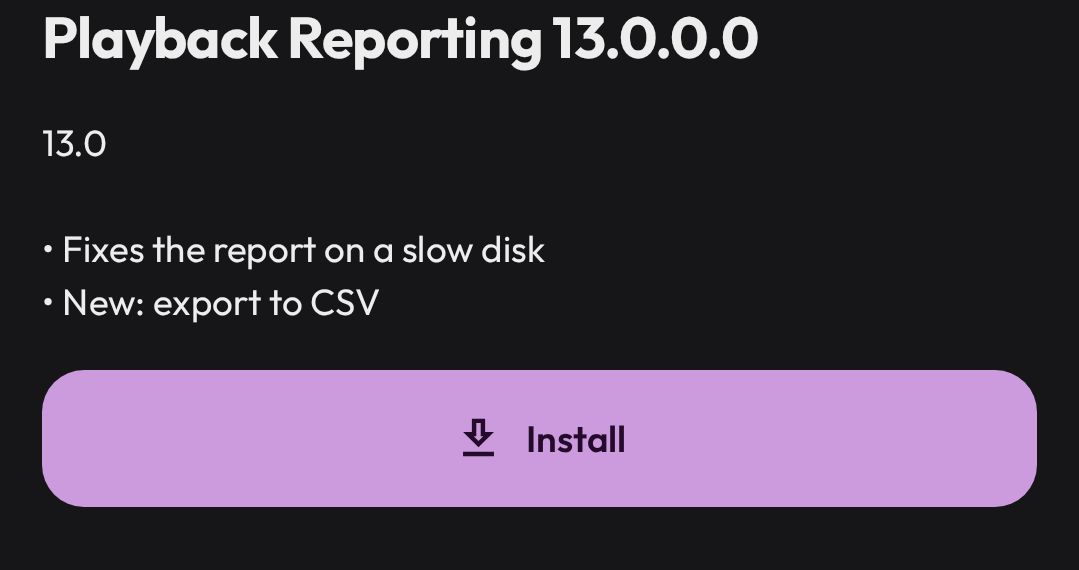 Playback Reporting 13.0.0.0
13.0
• Fixes the report on a slow disk
• New: export to CSV
Install